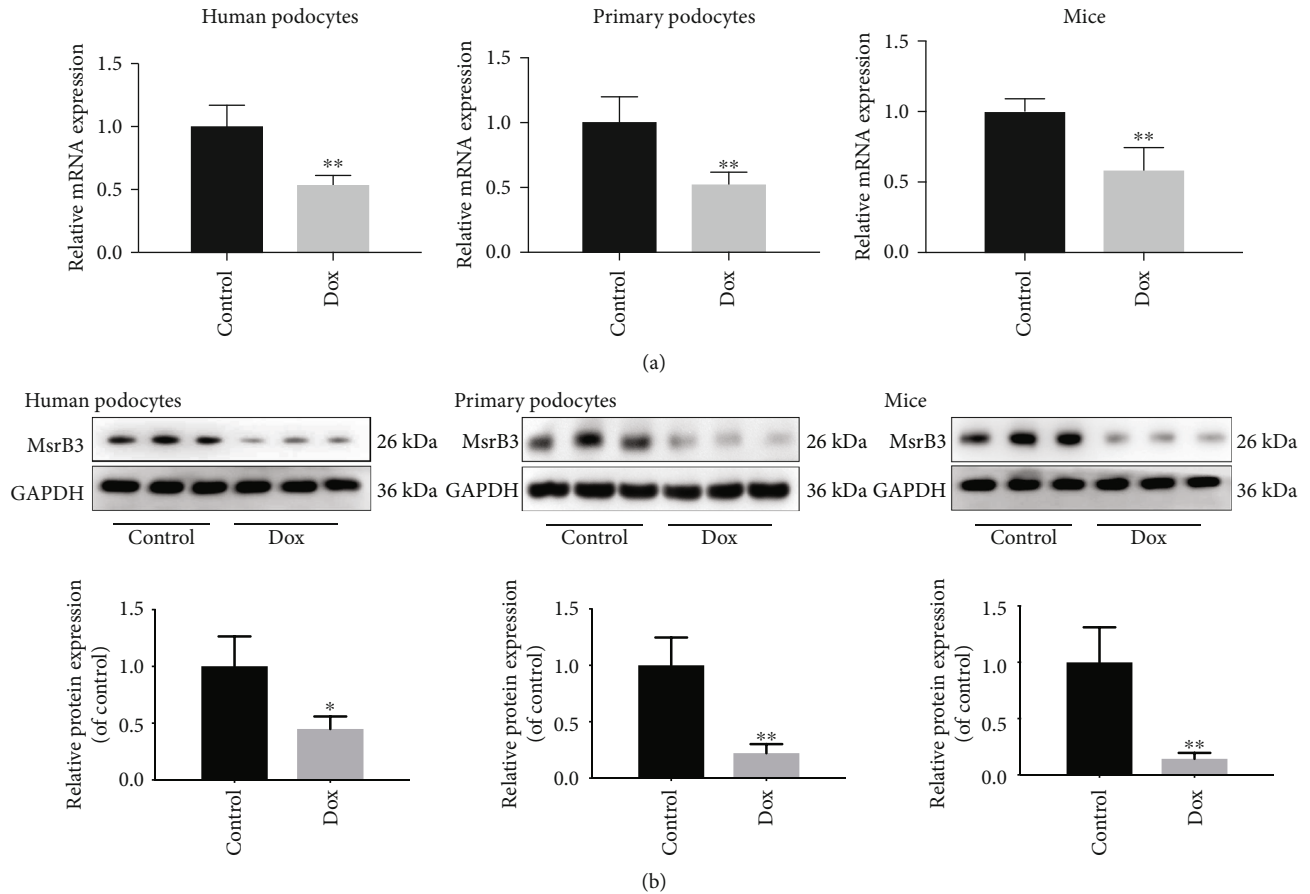 Human podocytes
Relative mRNA expression
1.5
1.0
0.5
0.0
**
Control
Dox
Primary podocytes
Relative mRNA expression
1.5
1.0
0.5
0.0
**
Control
Dox
Mice
Relative mRNA expression
1.5
1.0
0.5
0.0
**
Control
Dox
(a)
Human podocytes
MsrB3
26 kDa
GAPDH
36 kDa
Control
Dox
Primary podocytes
MsrB3
26 kDa
GAPDH
36 kDa
Control
Dox
Mice
MsrB3
26 kDa
GAPDH
36 kDa
Control
Dox
Relative protein expression
(of control)
1.5
1.0
0.5
0.0
*
Control
Dox
Relative protein expression
(of control)
1.5
1.0
0.5
0.0
**
Control
Dox
Relative protein expression
(of control)
1.5
1.0
0.5
0.0
**
Control
Dox
(b)